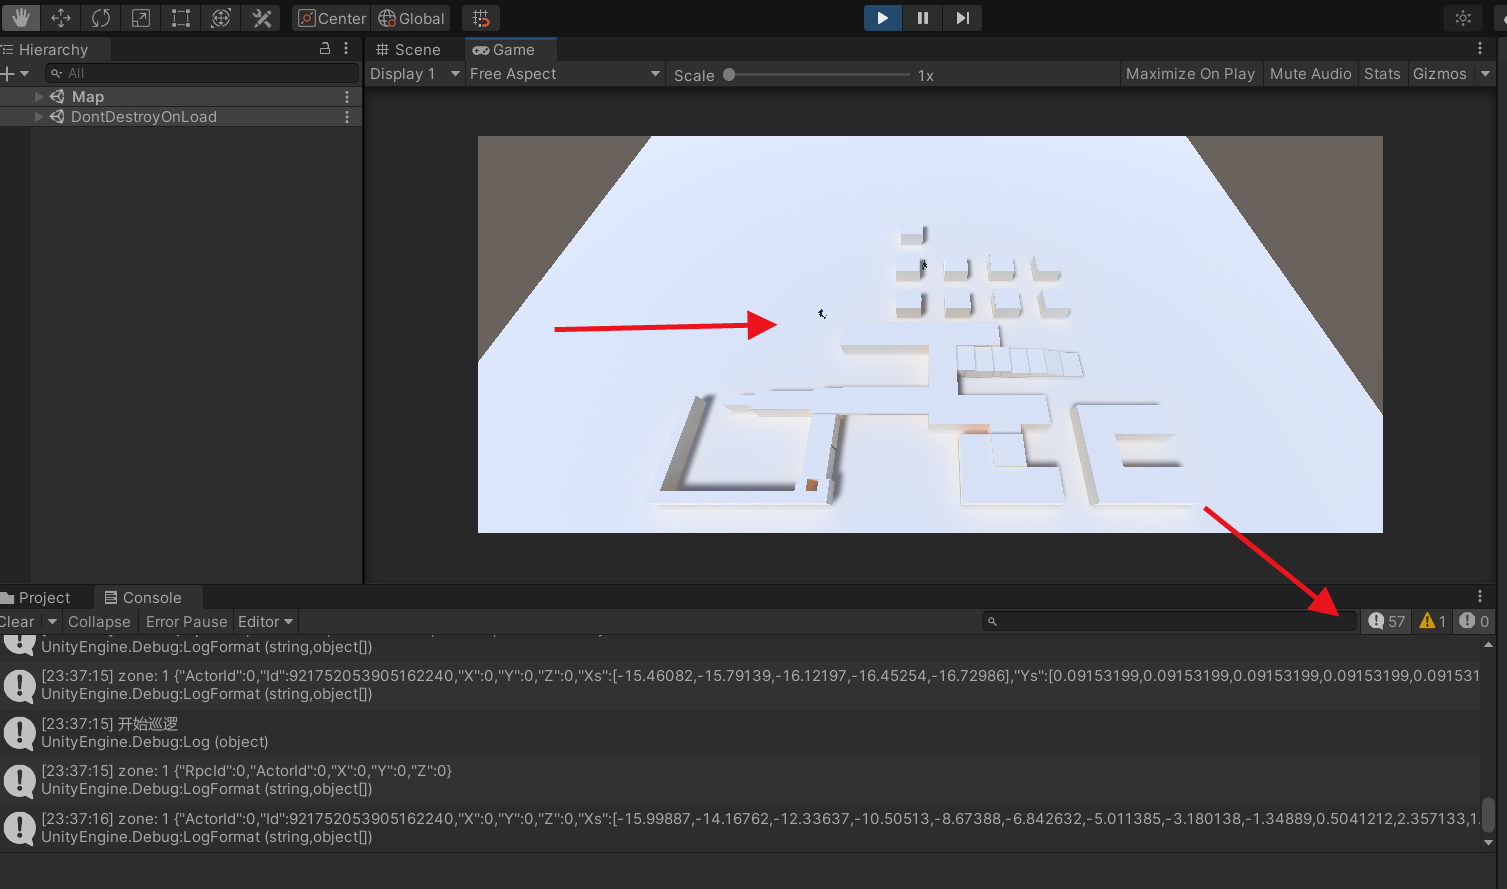 Center
Global
Hierarchy
All
Map
DontDestroyOnLoad
Scene
Game
Display 1
Free Aspect
Scale
1x
Maximize On Play
Mute Audio
Stats
Gizmos
Project
Console
Clear
Collapse
Error Pause
Editor
57
1
0
UnityEngine.Debug:LogFormat (string,object[])
[23:37:15] zone: 1 {"ActorId":0,"Id":921752053905162240,"X":0,"Y":0,"Z":0,"Xs":[-15.46082,-15.79139,-16.12197,-16.45254,-16.72986],"Ys":[0.09153199,0.09153199,0.09153199,0.09153199,0.091531
UnityEngine.Debug:LogFormat (string,object[])
[23:37:15] 开始巡逻
UnityEngine.Debug:Log (object)
[23:37:15] zone: 1 {"RpcId":0,"ActorId":0,"X":0,"Y":0,"Z":0}
UnityEngine.Debug:LogFormat (string,object[])
[23:37:16] zone: 1 {"ActorId":0,"Id":921752053905162240,"X":0,"Y":0,"Z":0,"Xs":[-15.99887,-14.16762,-12.33637,-10.50513,-8.67388,-6.842632,-5.011385,-3.180138,-1.34889,0.5041212,2.357133,1.
UnityEngine.Debug:LogFormat (string,object[])